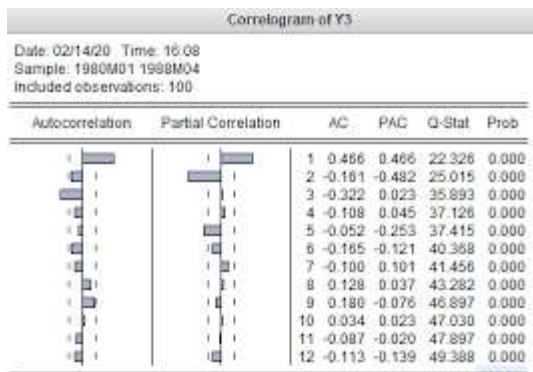 Correlogram of Y3
Date: 02/14/20 Time: 16:08
Sample: 1980M01 1988M04
Included observations: 100
Autocorrelation Partial Correlation AC PAC Q-Stat Prob
1 0.466 0.466 22.326 0.000
2 -0.161 -0.482 25.015 0.000
3 -0.322 0.023 35.893 0.000
4 -0.108 0.045 37.126 0.000
5 -0.052 -0.253 37.415 0.000
6 -0.165 -0.121 40.368 0.000
7 -0.100 0.101 41.456 0.000
8 0.128 0.037 43.282 0.000
9 0.180 -0.076 46.897 0.000
10 0.034 0.023 47.030 0.000
11 -0.087 -0.020 47.897 0.000
12 -0.113 -0.139 49.388 0.000